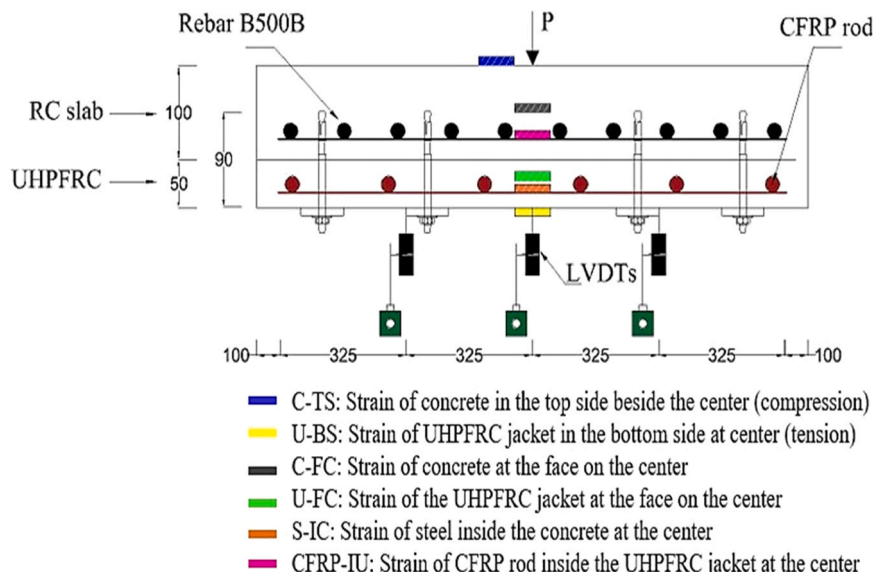 Rebar B500B
P
CFRP rod
RC slab
100
90
UHPFRC
50
LVDTs
100 325 325 325 325 100
C-TS: Strain of concrete in the top side beside the center (compression)
U-BS: Strain of UHPFRC jacket in the bottom side at center (tension)
C-FC: Strain of concrete at the face on the center
U-FC: Strain of the UHPFRC jacket at the face on the center
S-IC: Strain of steel inside the concrete at the center
CFRP-IU: Strain of CFRP rod inside the UHPFRC jacket at the center